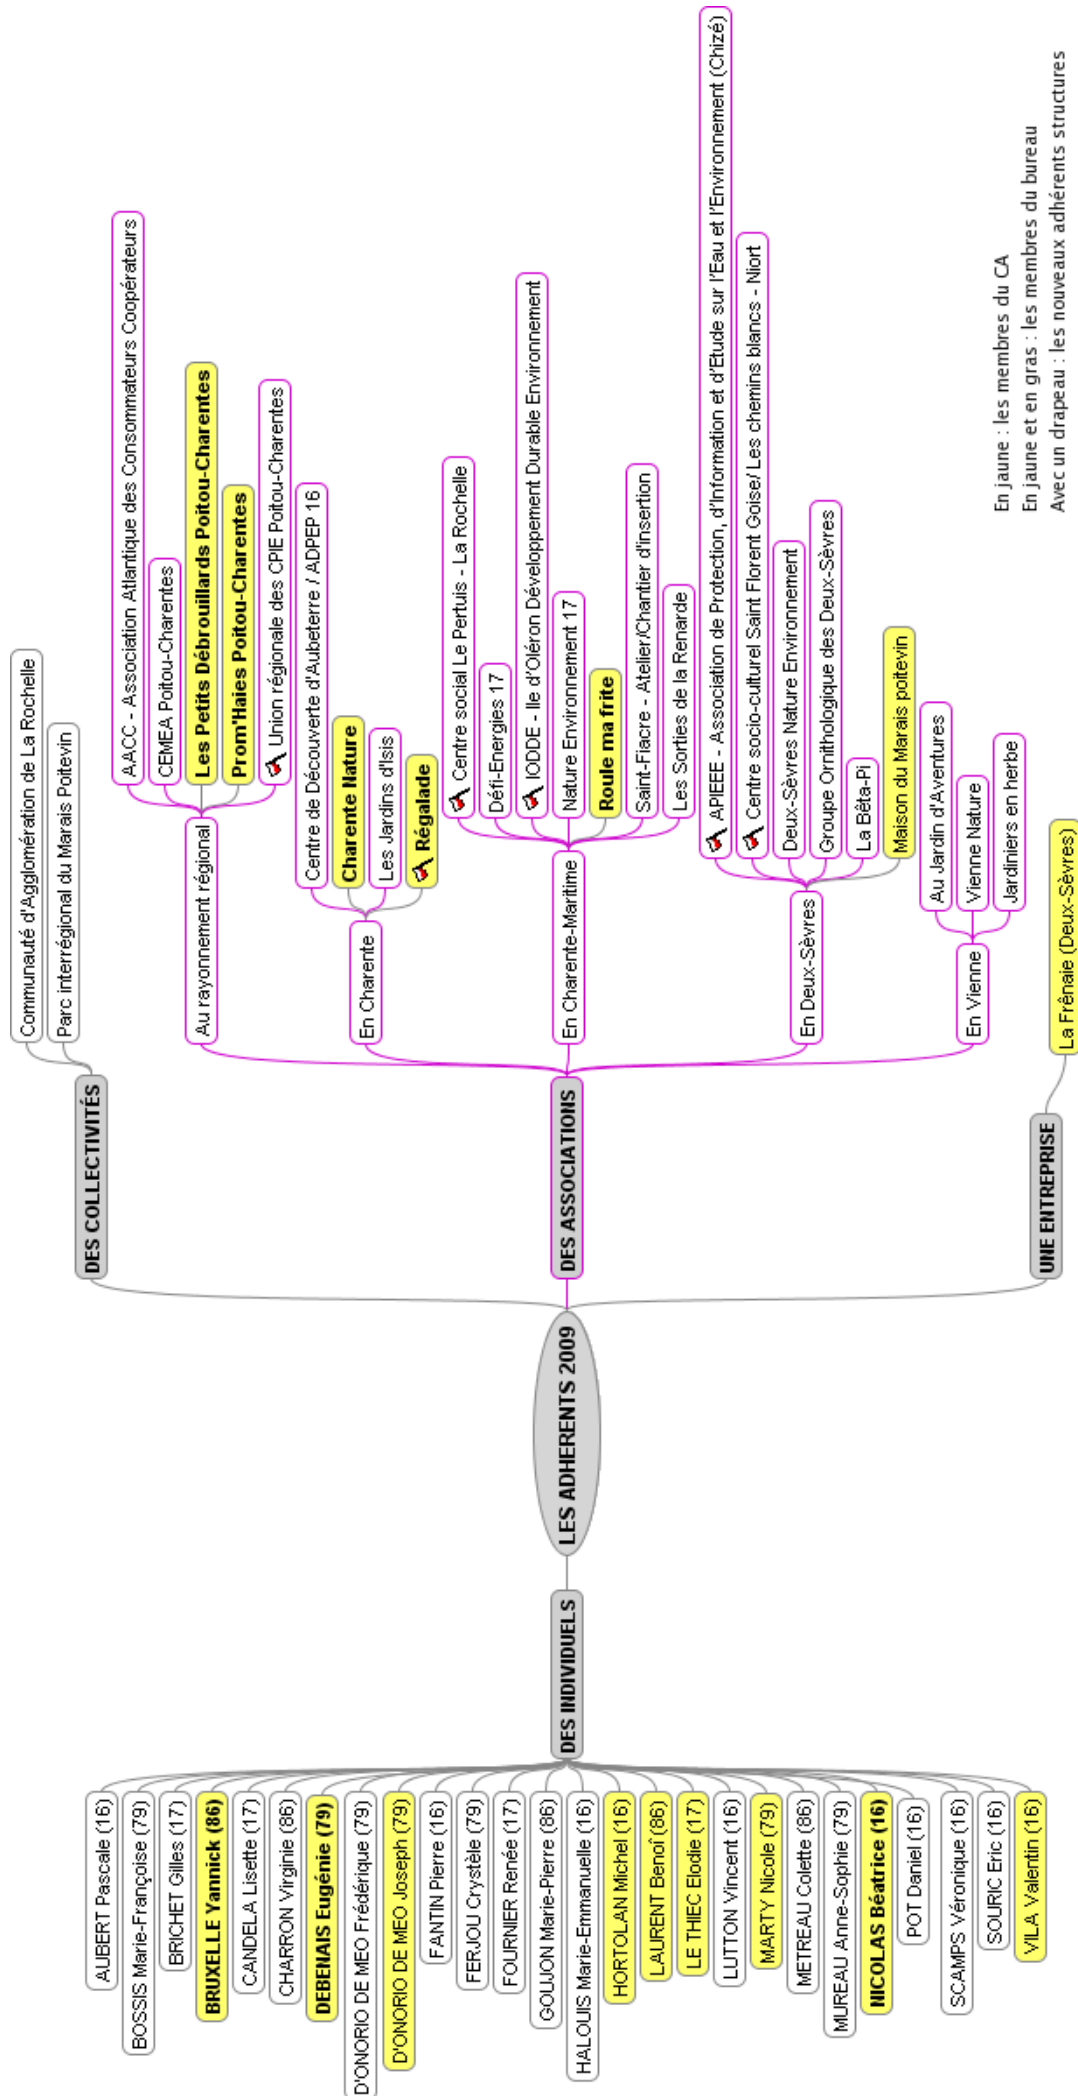 LES ADHERENTS 2009
DES INDIVIDUELS
AUBERT Pascale (16)
BOSSIS Marie-Françoise (79)
BRICHET Gilles (17)
BRUXELLE Yannick (86)
CANDELA Lisette (17)
CHARRON Virginie (86)
DEBENAIS Eugénie (79)
D'ONORIO DE MEO Frédérique (79)
D'ONORIO DE MEO Joseph (79)
FANTIN Pierre (16)
FERJOU Crystèle (79)
FOURNIER Renée (17)
GOUJON Marie-Pierre (86)
HALOUIS Marie-Emmanuelle (16)
HORTOLAN Michel (16)
LAURENT Benoî (86)
LE THIEC Elodie (17)
LUTTON Vincent (16)
MARTY Nicole (79)
METREAU Colette (86)
MUREAU Anne-Sophie (79)
NICOLAS Béatrice (16)
POT Daniel (16)
SCAMPS Véronique (16)
SOURIC Eric (16)
VILA Valentin (16)
DES COLLECTIVITÉS
Communauté d'Agglomération de La Rochelle
Parc interrégional du Marais Poitevin
DES ASSOCIATIONS
Au rayonnement régional
AACC - Association Atlantique des Consommateurs Coopérateurs
CEMEA Poitou-Charentes
Les Petits Débrouillards Poitou-Charentes
Prom'Haies Poitou-Charentes
Union régionale des CPIE Poitou-Charentes
En Charente
Centre de Découverte d'Aubeterre / ADPEP 16
Charente Nature
Les Jardins d'Isis
Régalade
En Charente-Maritime
Centre social Le Pertuis - La Rochelle
Défi-Energies 17
IODDE - Ile d'Oléron Développement Durable Environnement
Nature Environnement 17
Roule ma frite
Saint-Fiacre - Atelier/Chantier d'insertion
Les Sorties de la Renarde
En Deux-Sèvres
APIEEE - Association de Protection, d'Information et d'Etude sur l'Eau et l'Environnement (Chizé)
Centre socio-culturel Saint Florent Goise/ Les chemins blancs - Niort
Deux-Sèvres Nature Environnement
Groupe Ornithologique des Deux-Sèvres
La Bêta-Pi
Maison du Marais poitevin
En Vienne
Au Jardin d'Aventures
Vienne Nature
Jardiniers en herbe
UNE ENTREPRISE
La Frênaie (Deux-Sèvres)
En jaune : les membres du CA
En jaune et en gras : les membres du bureau
Avec un drapeau : les nouveaux adhérents structures